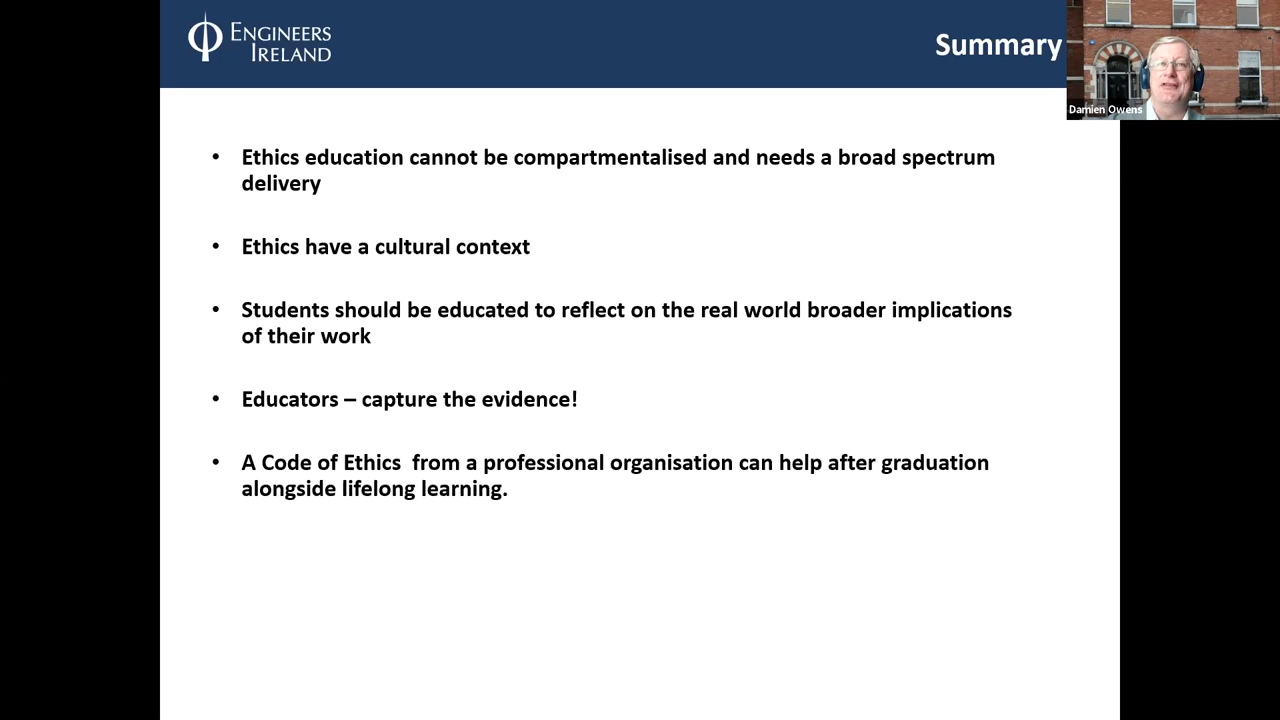 ENGINEERS
IRELAND
Summary
Damien Owens
• Ethics education cannot be compartmentalised and needs a broad spectrum
delivery
• Ethics have a cultural context
• Students should be educated to reflect on the real world broader implications
of their work
• Educators – capture the evidence!
• A Code of Ethics  from a professional organisation can help after graduation
alongside lifelong learning.